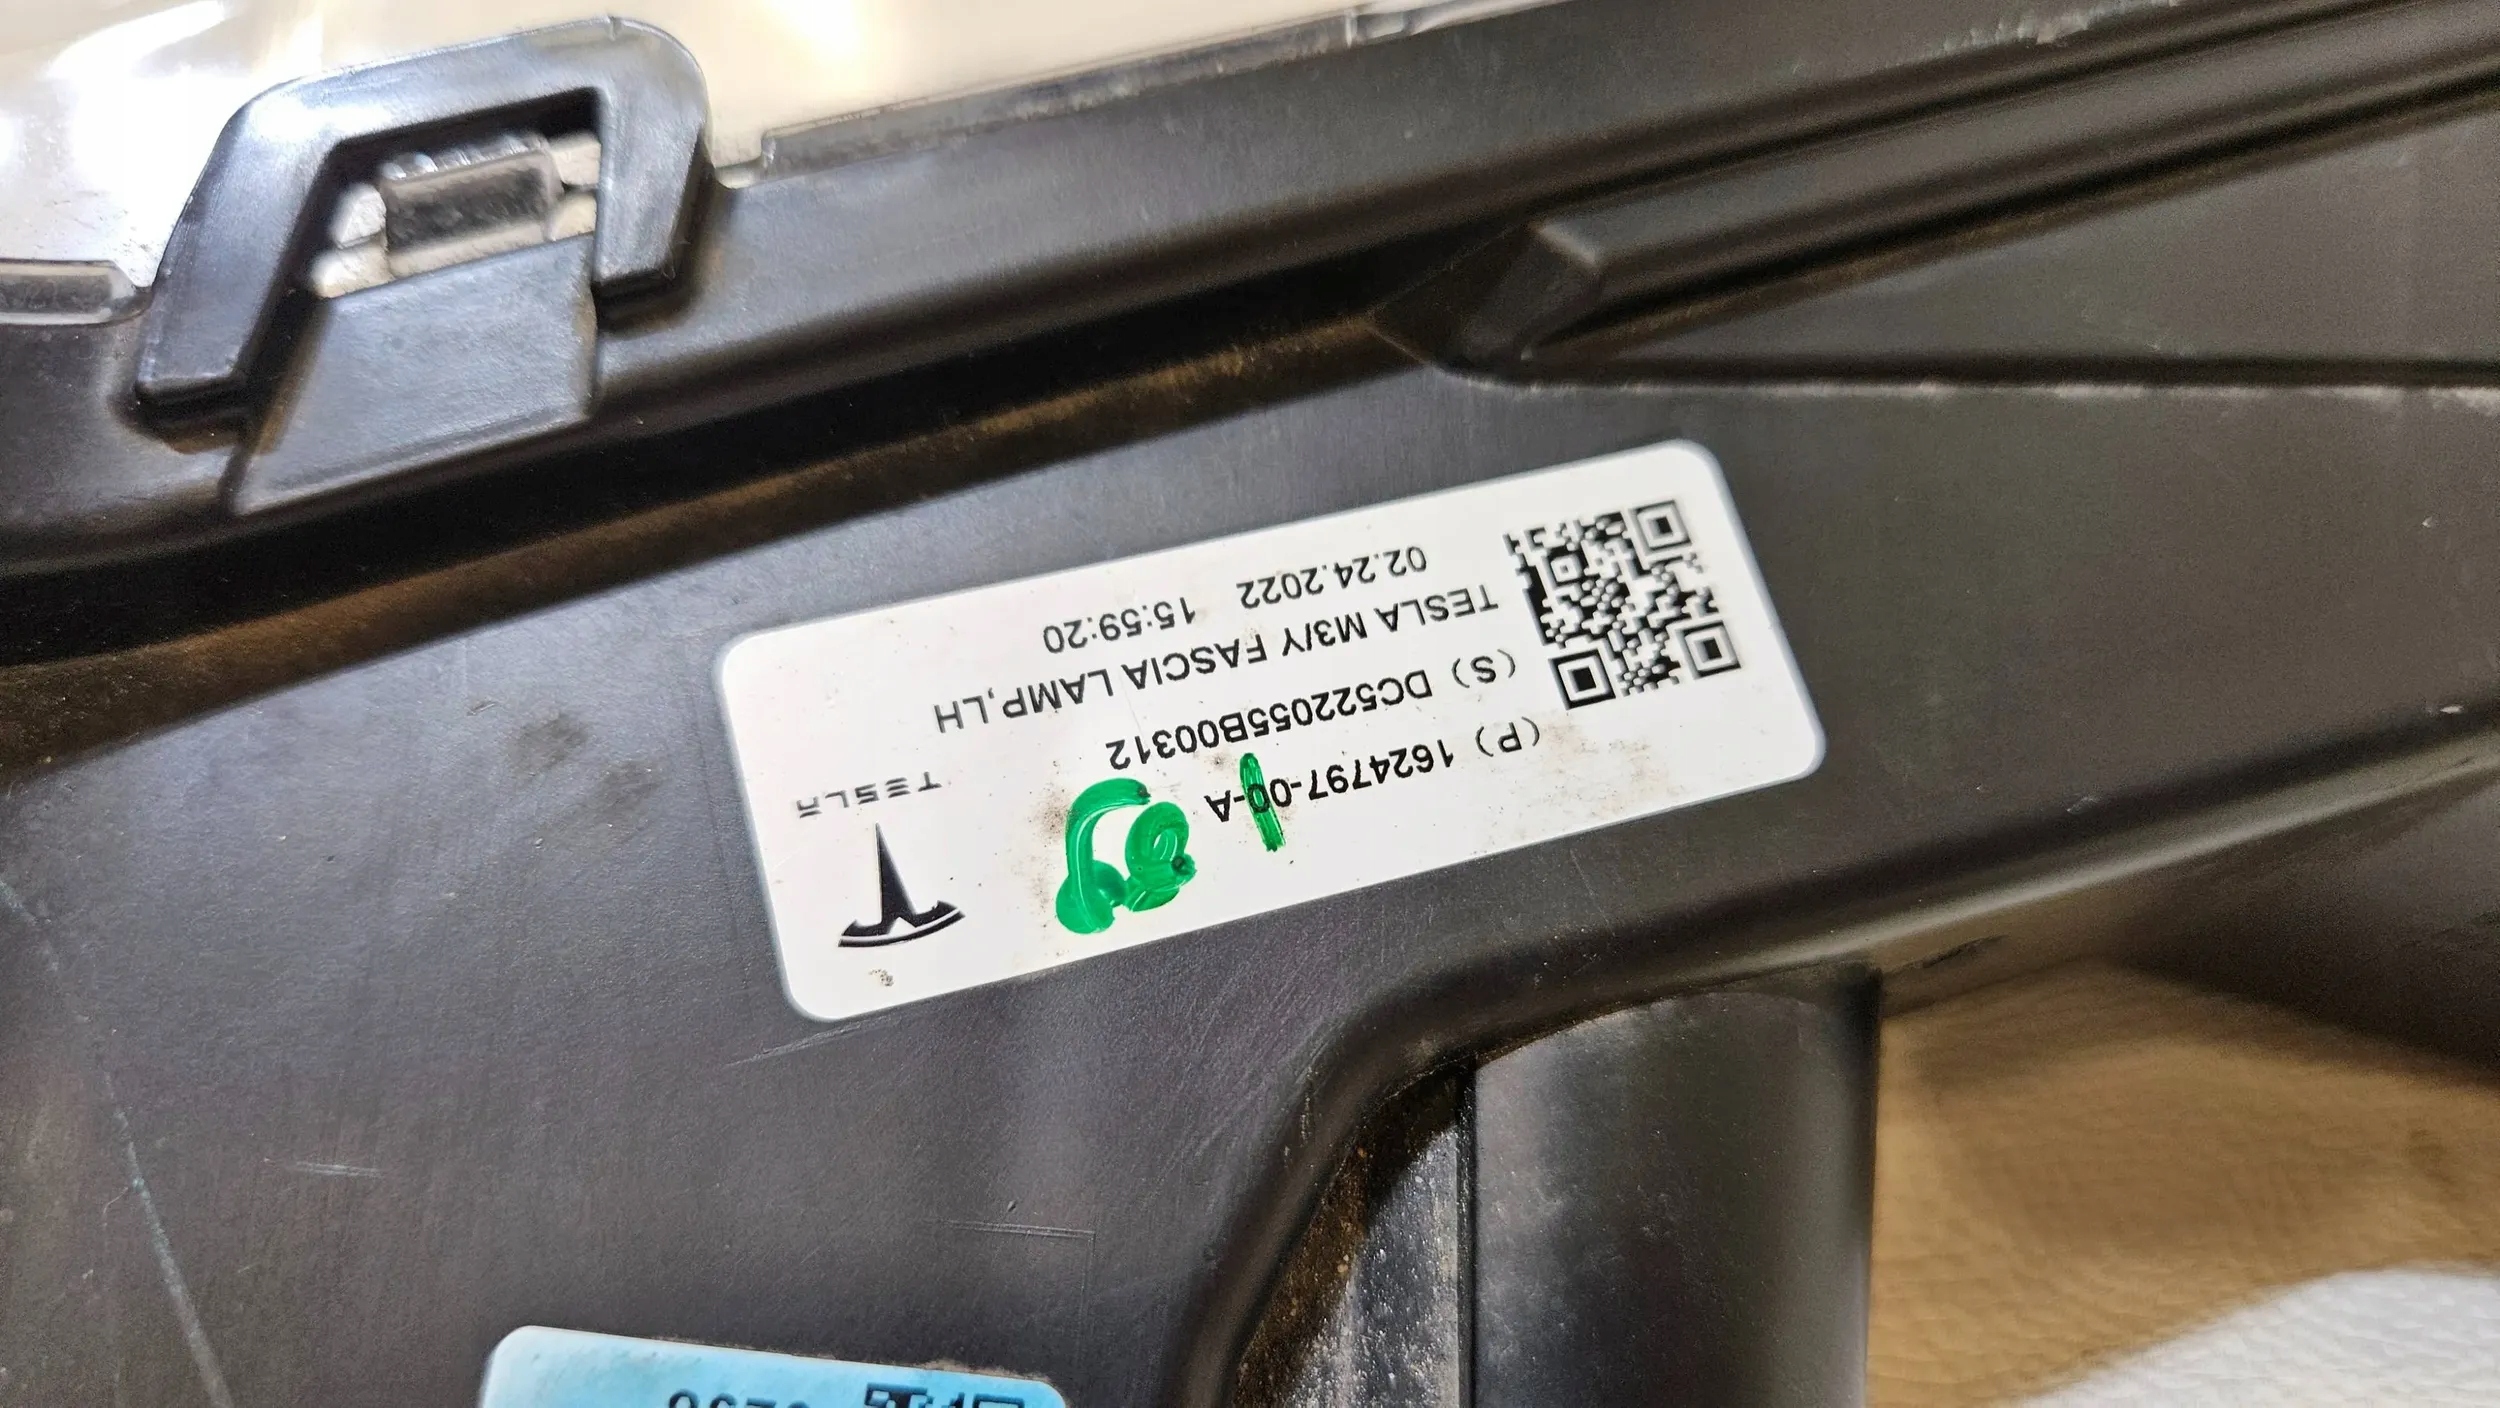 (P) 1624797-00-A
(S) DC522055B00312
TESLA M3/Y FASCIA LAMP,LH
02.24.2022 15:59:20
TESLA